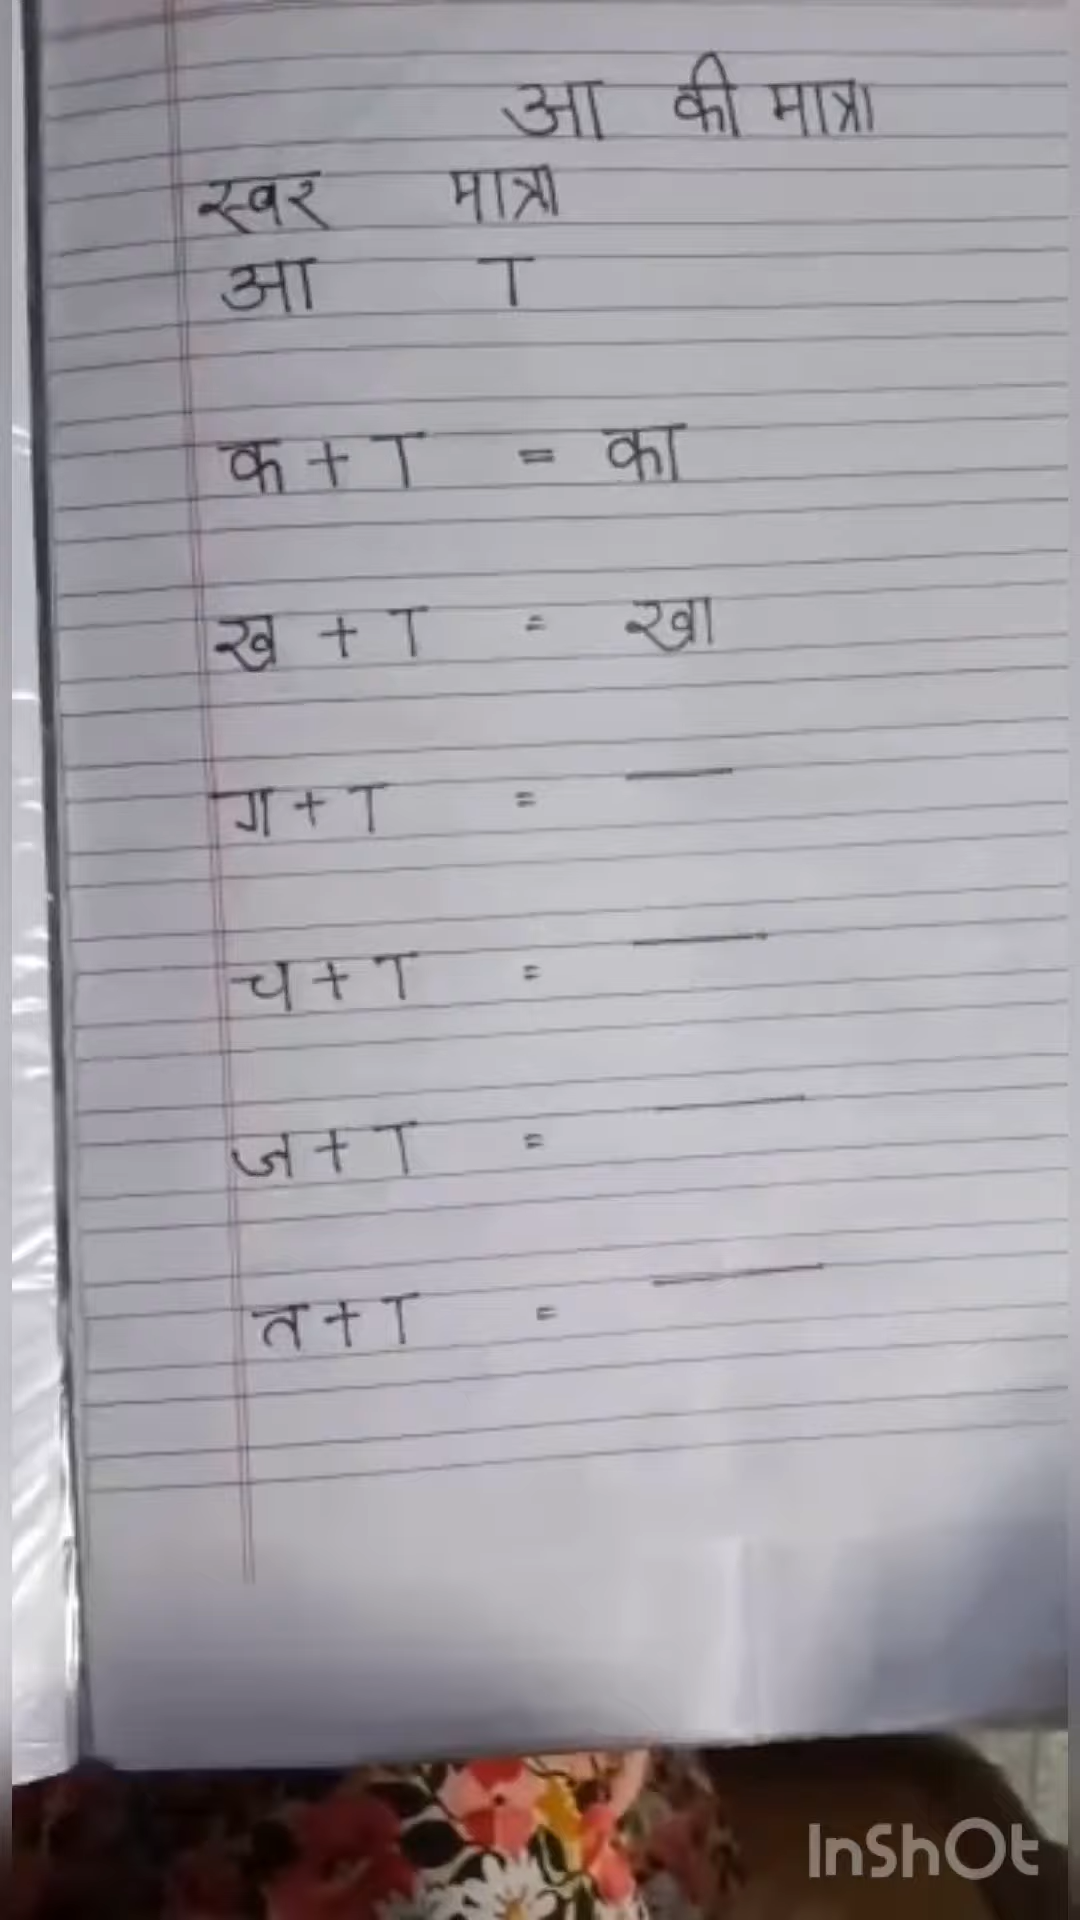 आ की मात्रा
स्वर मात्रा
आ ा
क + ा = का
ख + ा = खा
ग + ा = —
च + ा = —
ज + ा = —
त + ा = —
InShOt